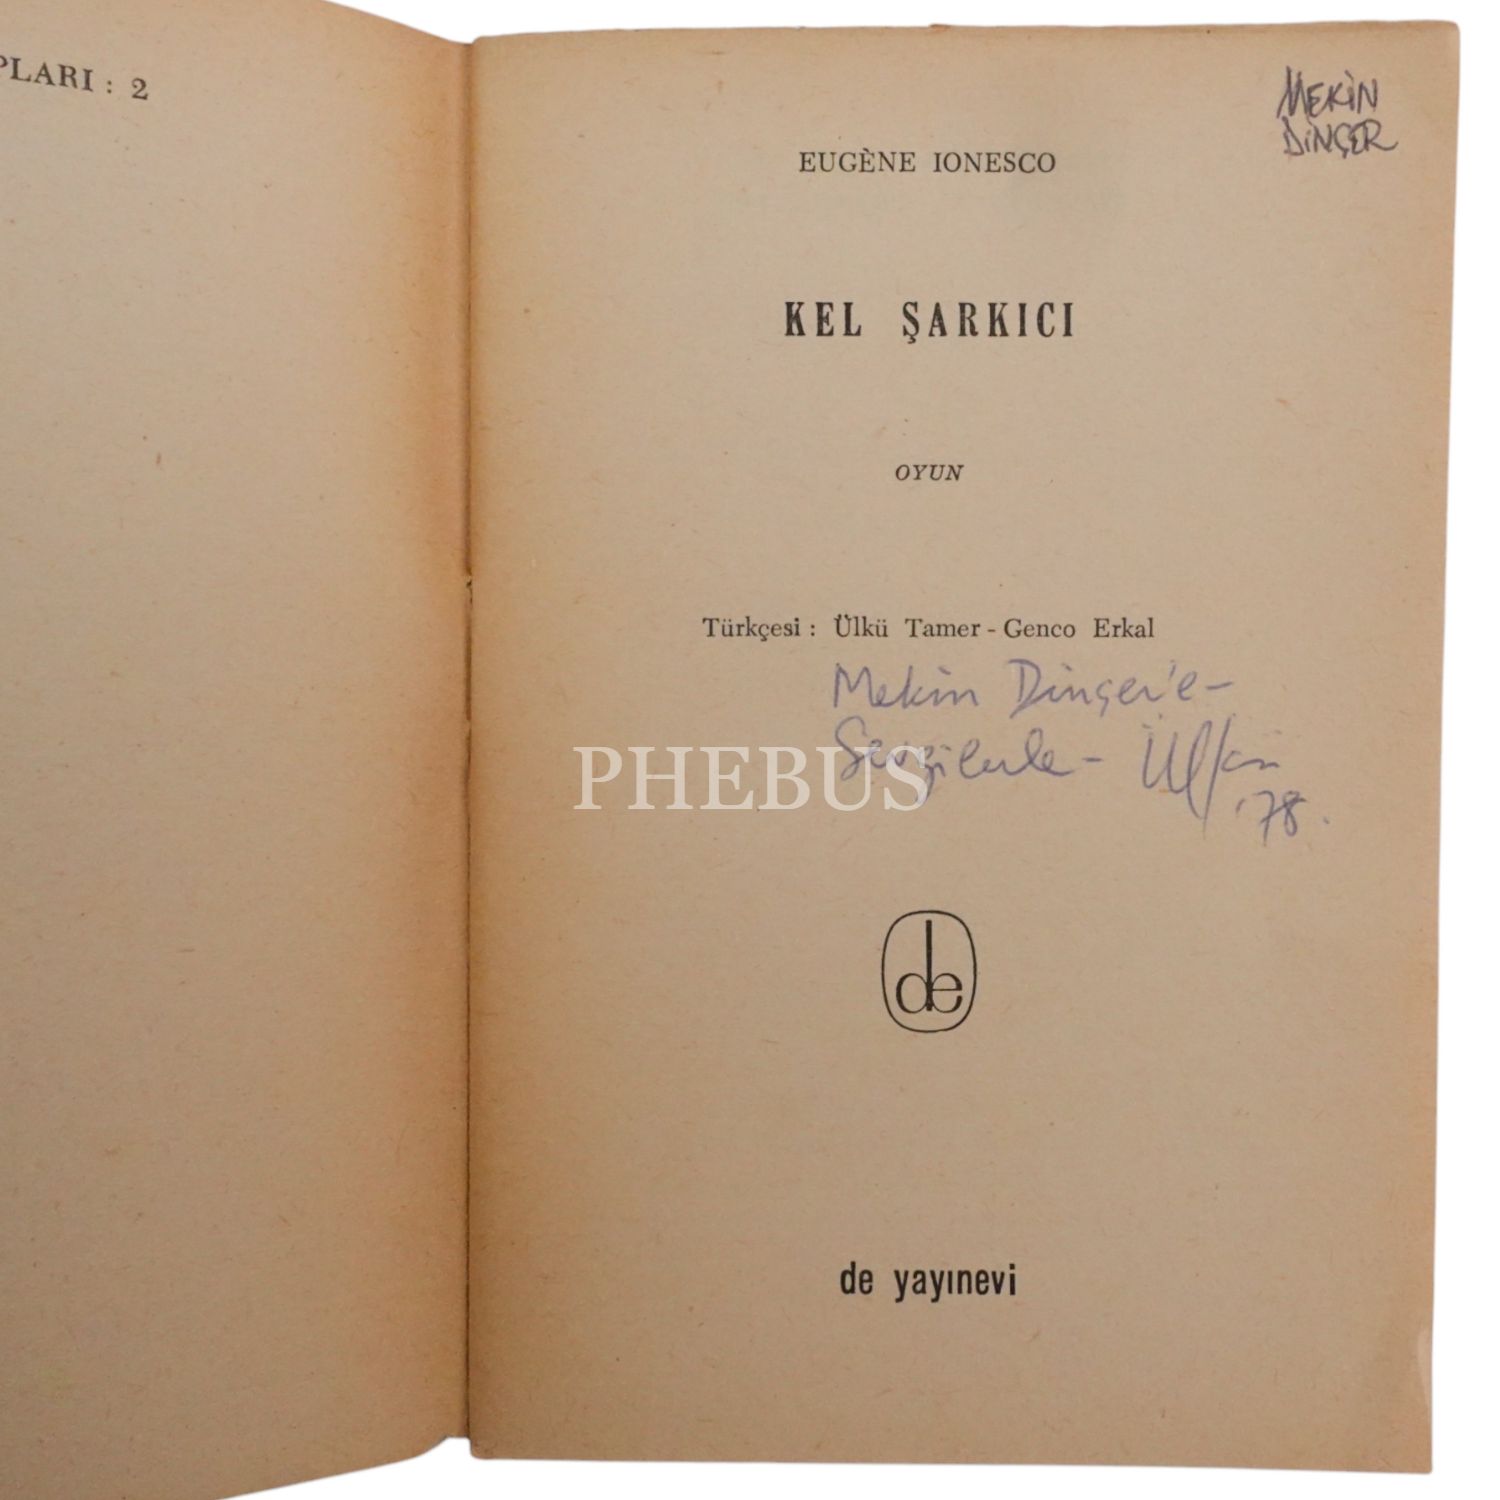 PLARI : 2
MEKİN
DİNÇER
EUGÈNE IONESCO
KEL ŞARKICI
OYUN
Türkçesi : Ülkü Tamer - Genco Erkal
Mekin Dinçer'e-
Sevgilerle - Ülkü
'78.
PHEBUS
de
de yayınevi